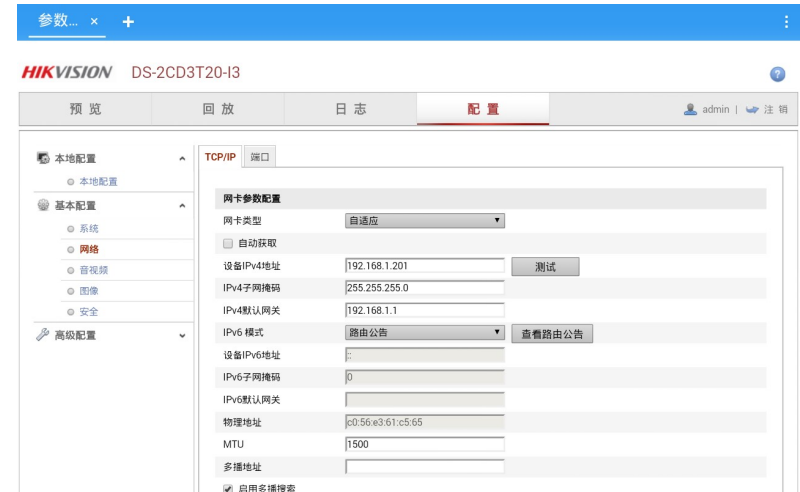 参数... × +
HIKVISION DS-2CD3T20-I3
预览 回放 日志 配置 admin | 注销
本地配置
本地配置
基本配置
系统
网络
音视频
图像
安全
高级配置
TCP/IP 端口
网卡参数配置
网卡类型 自适应
自动获取
设备IPv4地址 192.168.1.201 测试
IPv4子网掩码 255.255.255.0
IPv4默认网关 192.168.1.1
IPv6 模式 路由公告 查看路由公告
设备IPv6地址 ::
IPv6子网掩码 0
IPv6默认网关
物理地址 c0:56:e3:61:c5:65
MTU 1500
多播地址
启用多播搜索